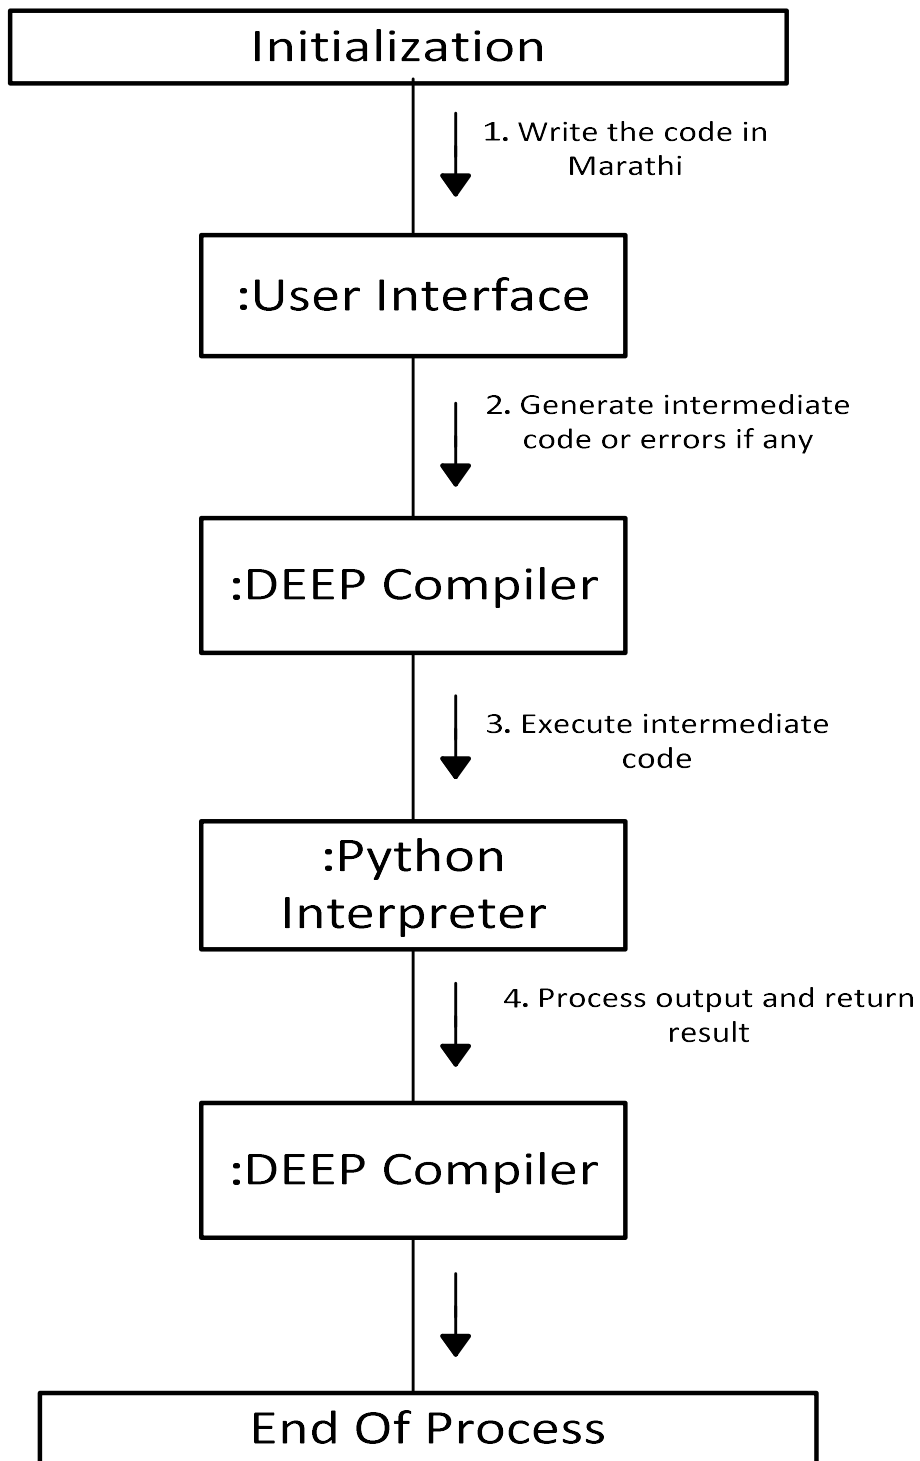 Initialization
1. Write the code in
Marathi
:User Interface
2. Generate intermediate
code or errors if any
:DEEP Compiler
3. Execute intermediate
code
:Python
Interpreter
4. Process output and return
result
:DEEP Compiler
End Of Process